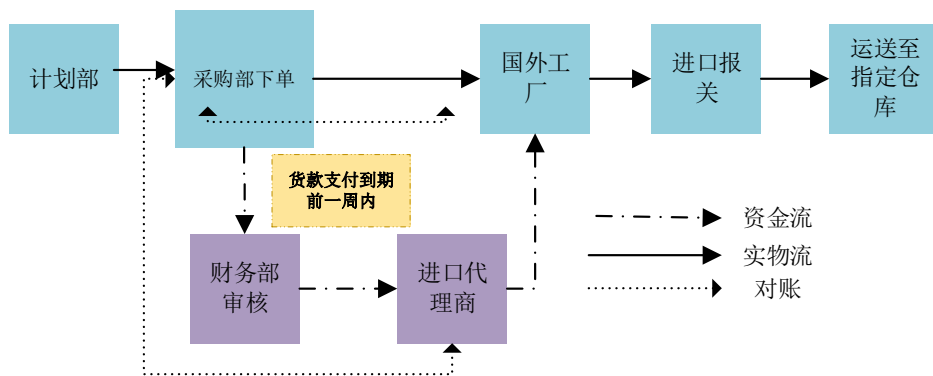 计划部
采购部下单
国外工
厂
进口报
关
运送至
指定仓
库
货款支付到期
前一周内
财务部
审核
进口代
理商
资金流
实物流
对账